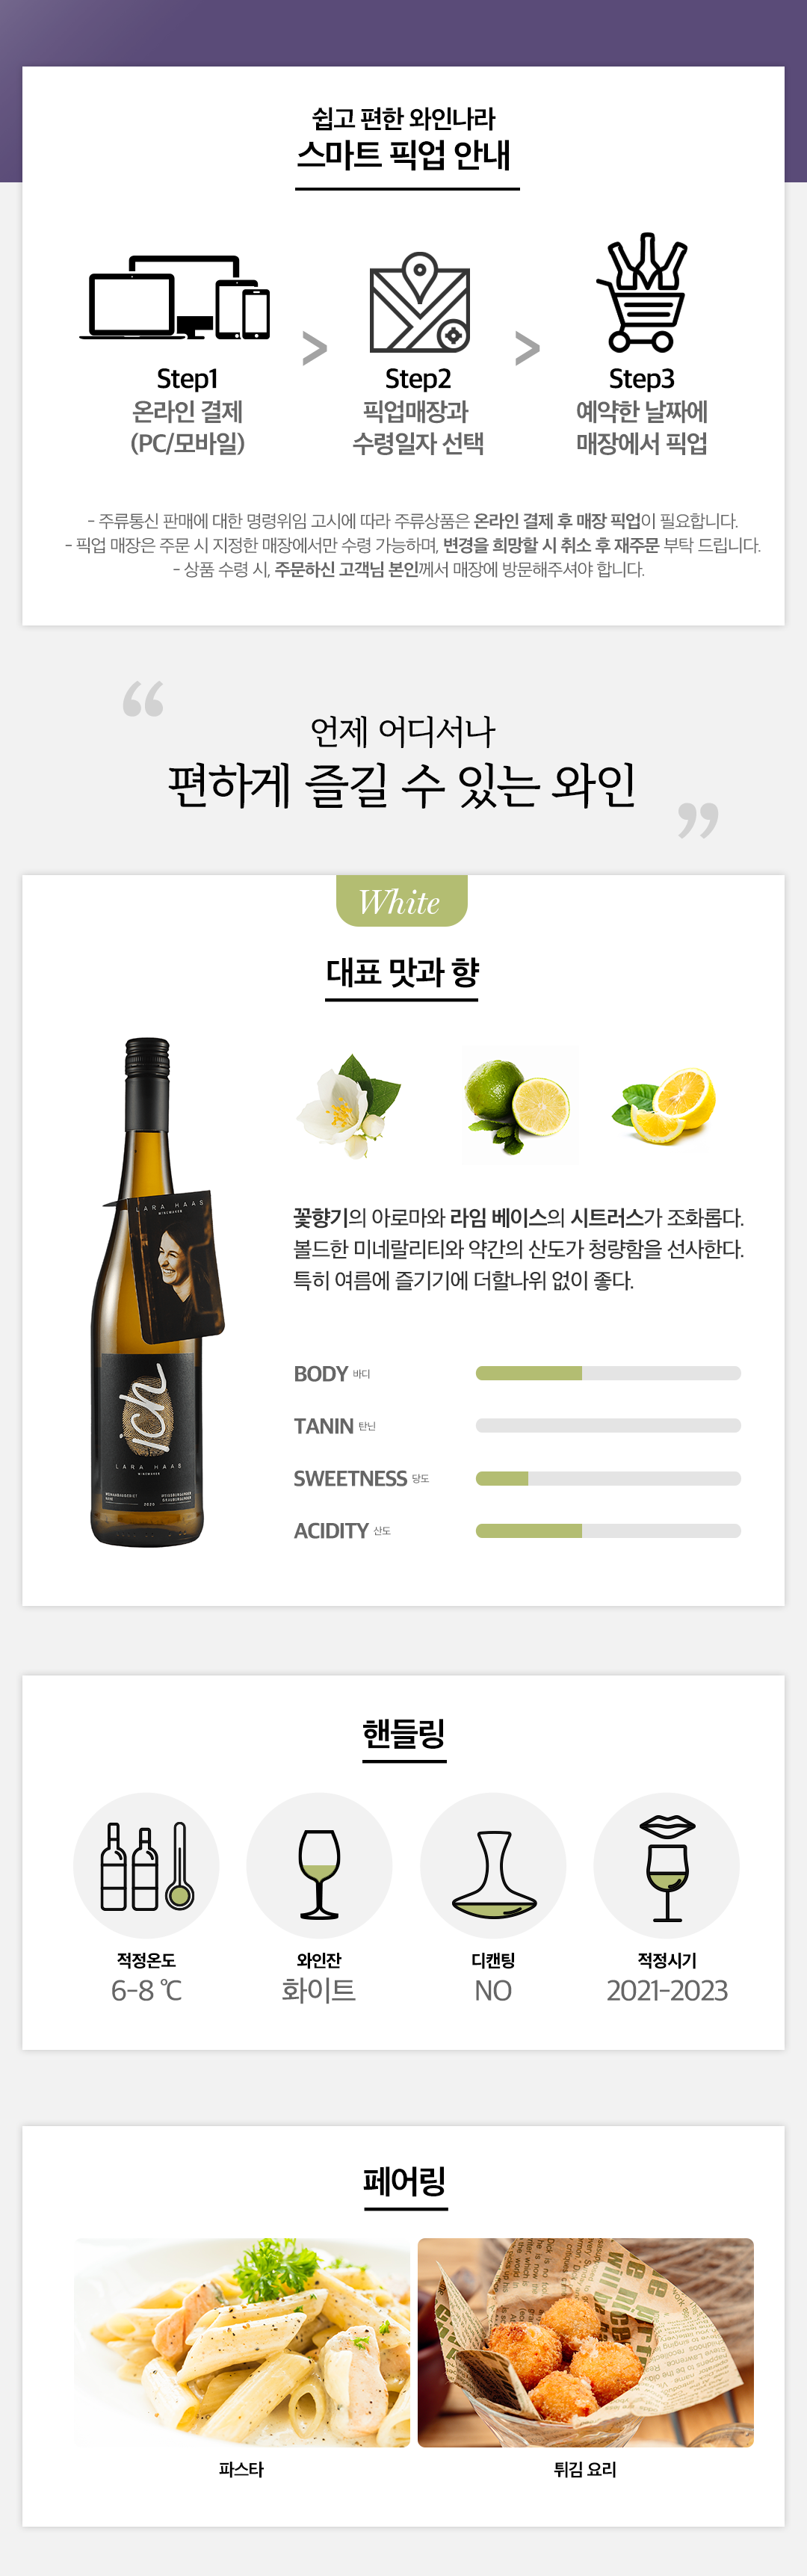 쉽고 편한 와인나라
스마트 픽업 안내
Step1
온라인 결제
(PC/모바일)
>
Step2
픽업매장과
수령일자 선택
>
Step3
예약한 날짜에
매장에서 픽업
- 주류통신 판매에 대한 명령위임 고시에 따라 주류상품은 온라인 결제 후 매장 픽업이 필요합니다.
- 픽업 매장은 주문 시 지정한 매장에서만 수령 가능하며, 변경을 희망할 시 취소 후 재주문 부탁 드립니다.
- 상품 수령 시, 주문하신 고객님 본인께서 매장에 방문해주셔야 합니다.
“
언제 어디서나
편하게 즐길 수 있는 와인
”
White
대표 맛과 향
LARA HAAS
WINEMAKER
ich
LARA HAAS
WINEMAKER
2020
꽃향기의 아로마와 라임 베이스의 시트러스가 조화롭다.
볼드한 미네랄리티와 약간의 산도가 청량함을 선사한다.
특히 여름에 즐기기에 더할나위 없이 좋다.
BODY 바디
TANIN 탄닌
SWEETNESS 당도
ACIDITY 산도
핸들링
적정온도
6-8 ℃
와인잔
화이트
디캔팅
NO
적정시기
2021-2023
페어링
파스타
튀김 요리